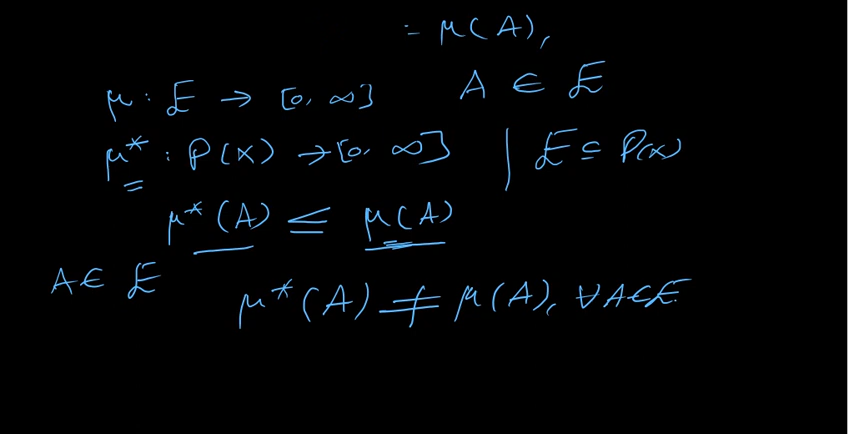 = μ(A),
μ : E → [0, ∞]   A ∈ E
μ* : P(X) → [0, ∞] | E ⊆ P(X)
μ*(A) ≤ μ(A)
A ∈ E
μ*(A) ≠ μ(A), ∀ A ∈ E